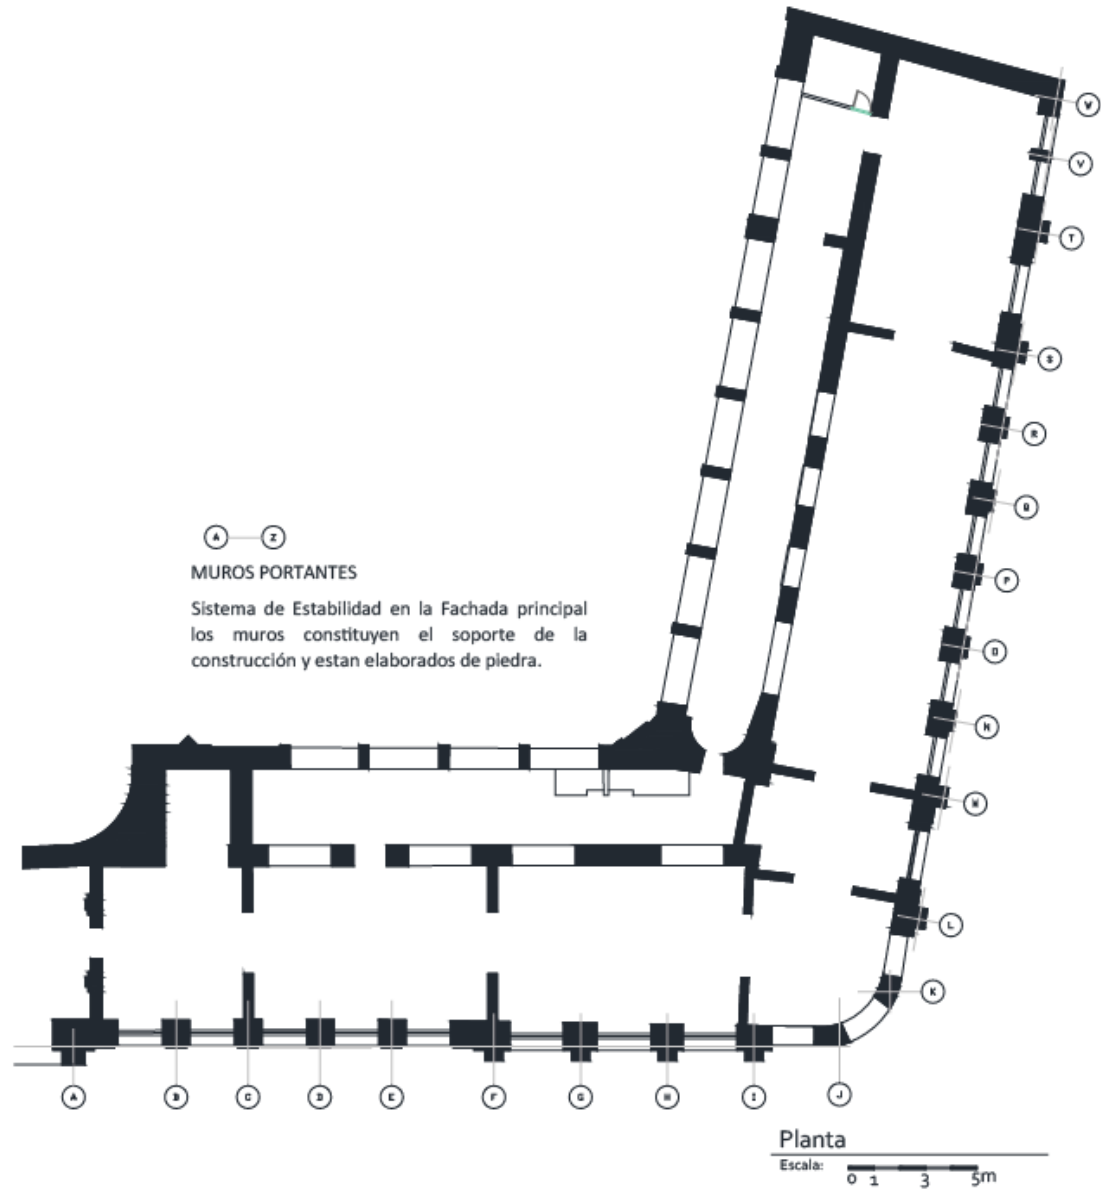 W
V
T
S
R
Q
P
O
N
M
L
K
A Z
MUROS PORTANTES
Sistema de Estabilidad en la Fachada principal
los muros constituyen el soporte de la
construcción y estan elaborados de piedra.
A B C D E F G H I J
Planta
Escala:
0 1 3 5m